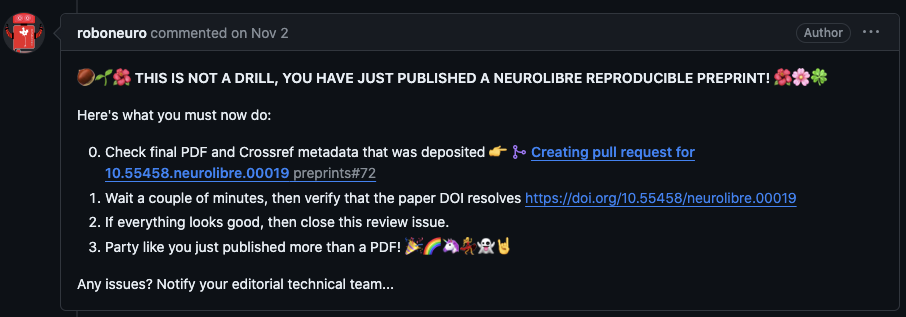 roboneuro commented on Nov 2
Author
THIS IS NOT A DRILL, YOU HAVE JUST PUBLISHED A NEUROLIBRE REPRODUCIBLE PREPRINT!
Here's what you must now do:
0. Check final PDF and Crossref metadata that was deposited 👉 Creating pull request for
10.55458.neurolibre.00019 preprints#72
1. Wait a couple of minutes, then verify that the paper DOI resolves https://doi.org/10.55458/neurolibre.00019
2. If everything looks good, then close this review issue.
3. Party like you just published more than a PDF! 🎉🌈🦄💃👻🤘
Any issues? Notify your editorial technical team...